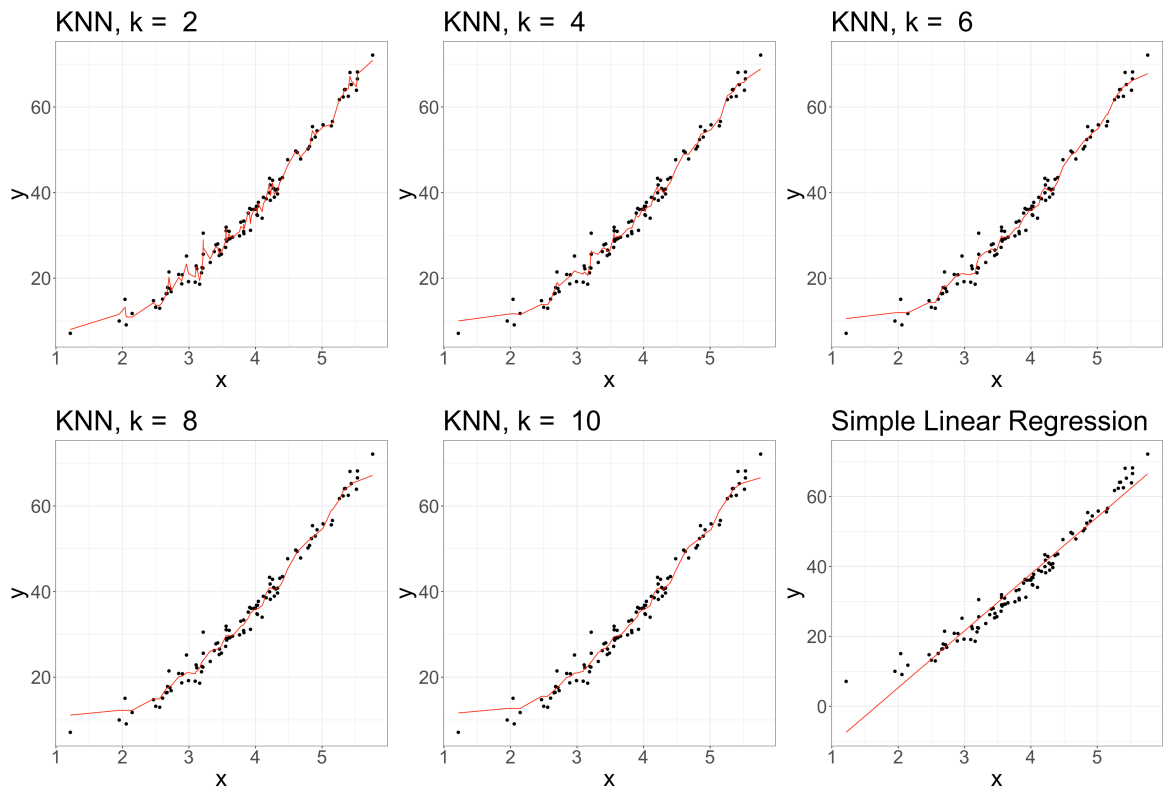 KNN, k =  2
60
40
20
y
1 2 3 4 5
x
KNN, k =  4
60
40
20
y
1 2 3 4 5
x
KNN, k =  6
60
40
20
y
1 2 3 4 5
x
KNN, k =  8
60
40
20
y
1 2 3 4 5
x
KNN, k =  10
60
40
20
y
1 2 3 4 5
x
Simple Linear Regression
60
40
20
0
y
1 2 3 4 5
x